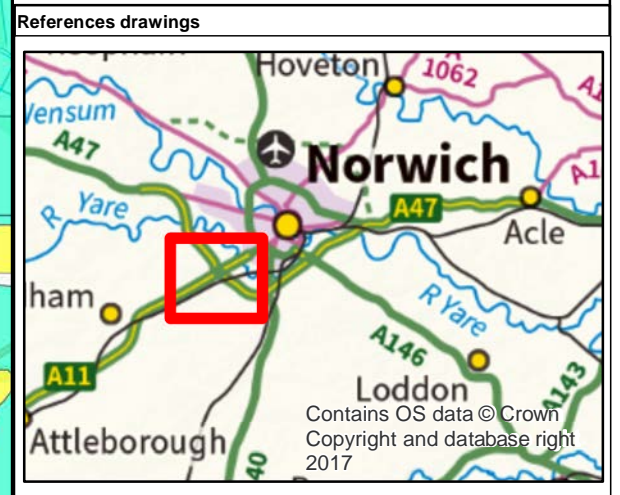 References drawings
Hoveton
1062
Wensum
A47
Norwich
R Yare
A47
Acle
ham
R Yare
A146
A11
Loddon
A143
Contains OS data © Crown
Copyright and database right
2017
Attleborough
40